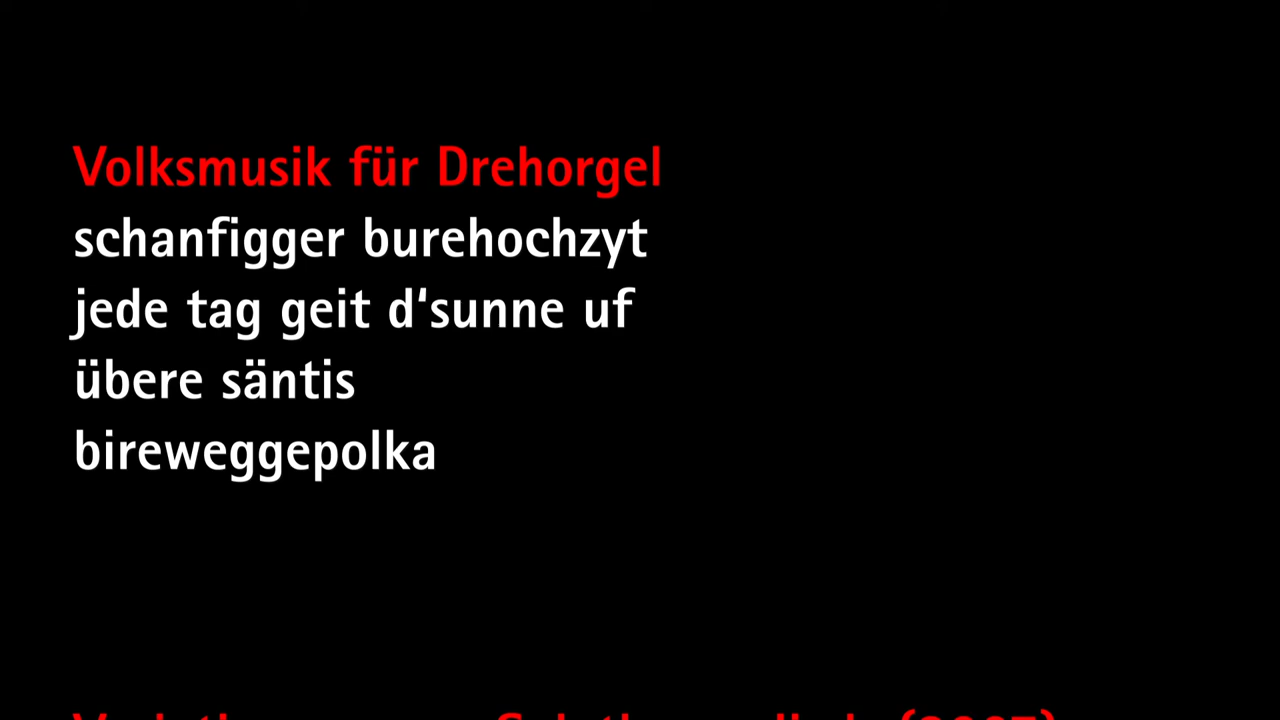 Volksmusik für Drehorgel
schanfigger burehochzyt
jede tag geit d‘sunne uf
übere säntis
bireweggepolka